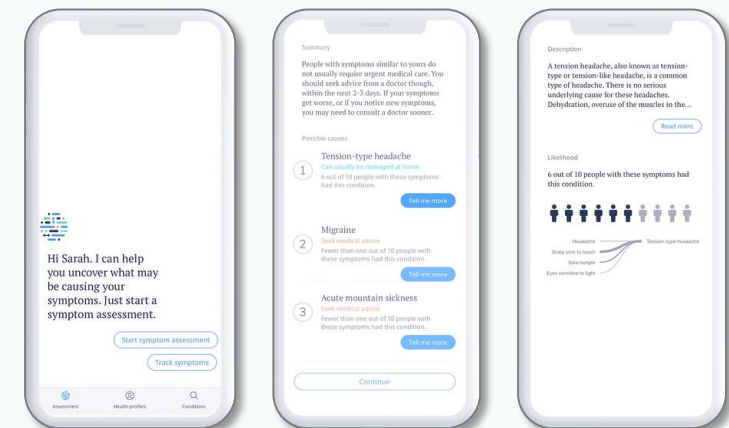 Hi Sarah. I can help
you uncover what may
be causing your
symptoms. Just start a
symptom assessment.
Start symptom assessment
Track symptoms
Assessment
Health profiles
Conditions
Summary
People with symptoms similar to yours do
not usually require urgent medical care. You
should seek advice from a doctor though,
within the next 2-3 days. If your symptoms
get worse, or if you notice new symptoms,
you may need to consult a doctor sooner.
Possible causes
1
Tension-type headache
Can usually be managed at home
6 out of 10 people with these symptoms
had this condition.
Tell me more
2
Migraine
Seek medical advice
Fewer than one out of 10 people with
these symptoms had this condition.
Tell me more
3
Acute mountain sickness
Seek medical advice
Fewer than one out of 10 people with
these symptoms had this condition.
Tell me more
Continue
Description
A tension headache, also known as tension-
type or tension-like headache, is a common
type of headache. There is no serious
underlying cause for these headaches.
Dehydration, overuse of the muscles in the...
Read more
Likelihood
6 out of 10 people with these symptoms had
this condition.
Headache
Tension-type headache
Scalp sore to touch
Sore temple
Eyes sensitive to light